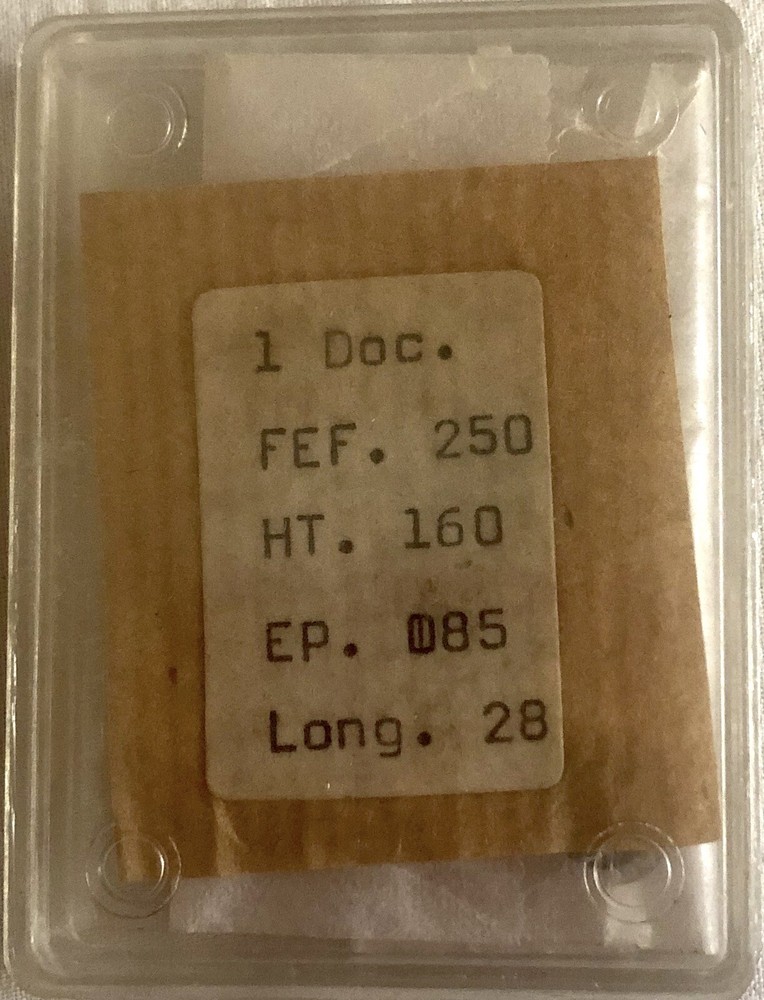 1 Doc.
FEF. 250
HT. 160
EP. 085
Long. 28